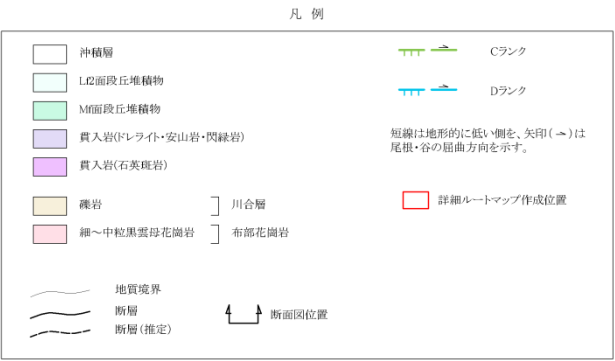 凡 例
沖積層
Lf2面段丘堆積物
Mf面段丘堆積物
貫入岩(ドレライト・安山岩・閃緑岩)
貫入岩(石英斑岩)
礫岩 川合層
細～中粒黒雲母花崗岩 布部花崗岩
地質境界
断層
断層(推定)
断面図位置
Cランク
Dランク
短線は地形的に低い側を、矢印(⇀)は
尾根・谷の屈曲方向を示す。
詳細ルートマップ作成位置